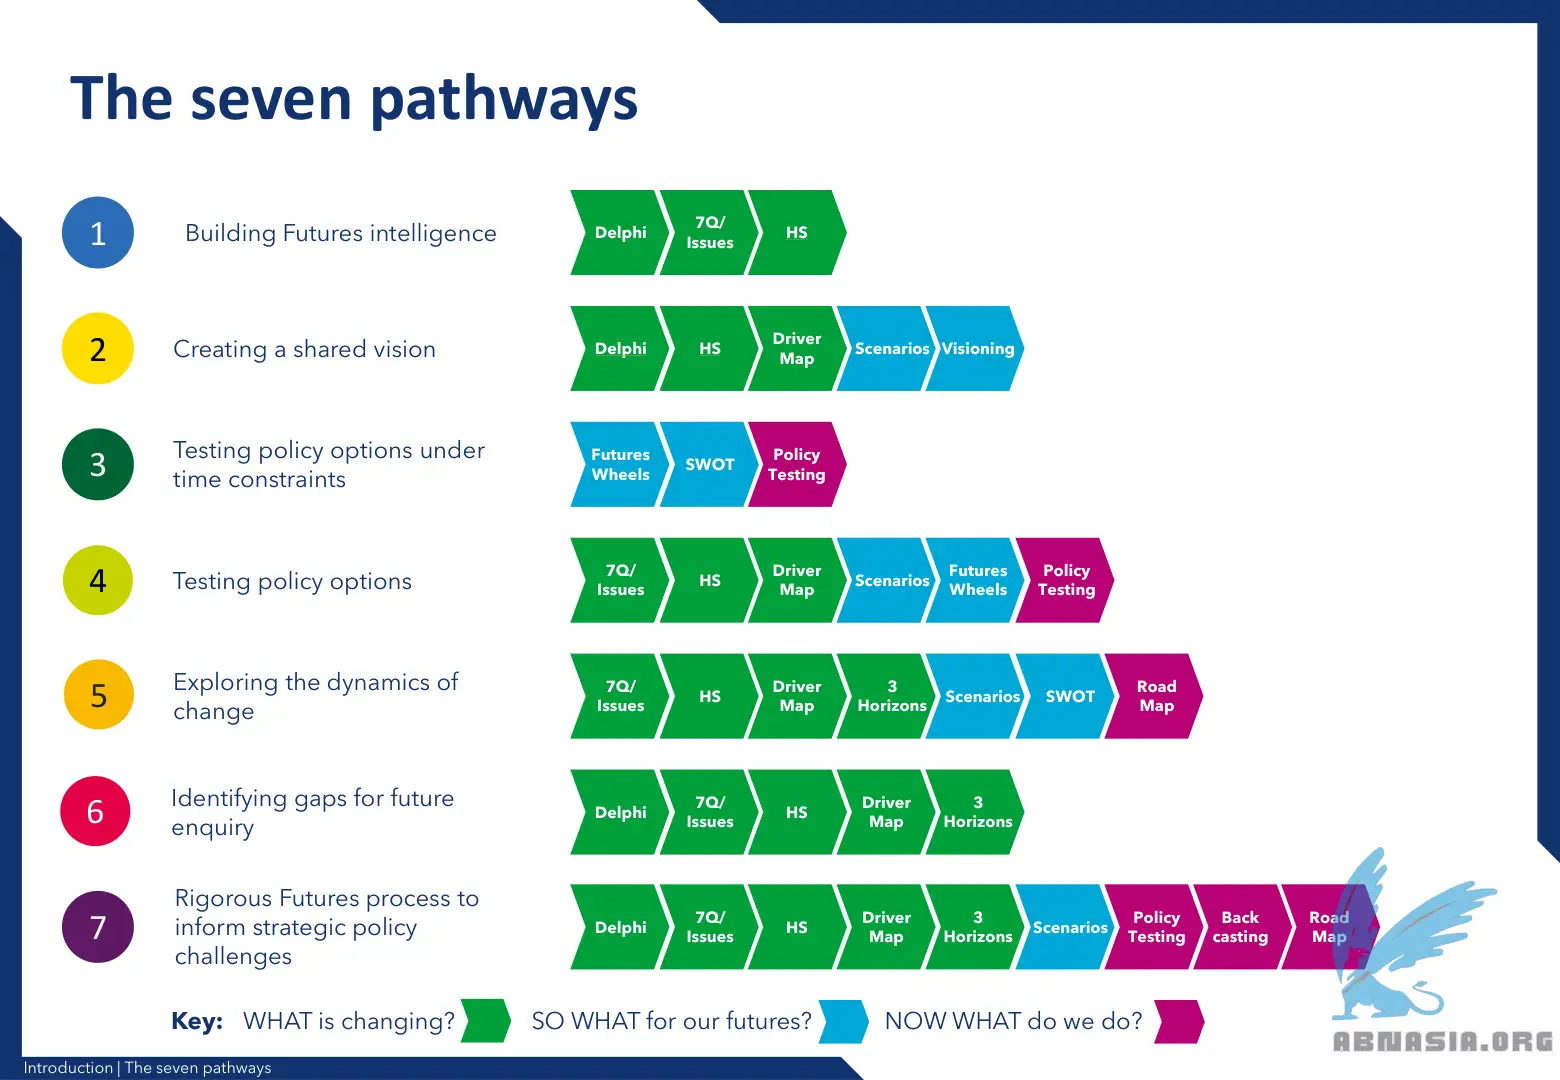 The seven pathways
1
Building Futures intelligence
Delphi
7Q/
Issues
HS
2
Creating a shared vision
Delphi
HS
Driver
Map
Scenarios
Visioning
3
Testing policy options under
time constraints
Futures
Wheels
SWOT
Policy
Testing
4
Testing policy options
7Q/
Issues
HS
Driver
Map
Scenarios
Futures
Wheels
Policy
Testing
5
Exploring the dynamics of
change
7Q/
Issues
HS
Driver
Map
3
Horizons
Scenarios
SWOT
Road
Map
6
Identifying gaps for future
enquiry
Delphi
7Q/
Issues
HS
Driver
Map
3
Horizons
7
Rigorous Futures process to
inform strategic policy
challenges
Delphi
7Q/
Issues
HS
Driver
Map
3
Horizons
Scenarios
Policy
Testing
Back
casting
Road
Map
Key: WHAT is changing? SO WHAT for our futures? NOW WHAT do we do?
ABNASIA.ORG
Introduction | The seven pathways